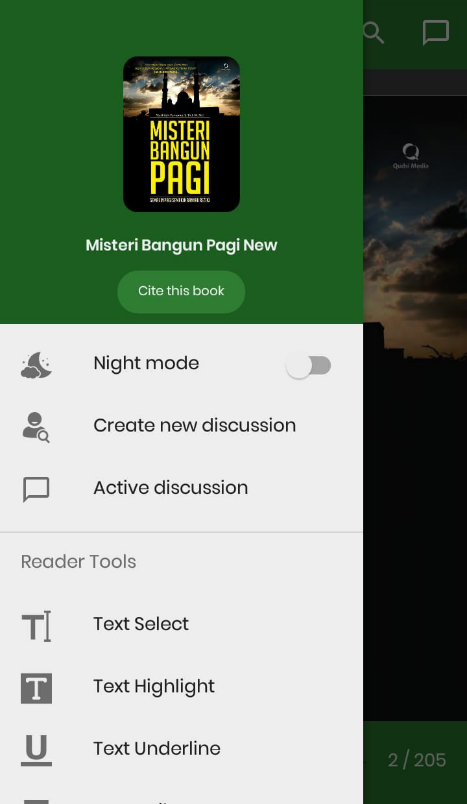 MISTERI
BANGUN
PAGI
Misteri Bangun Pagi New
Cite this book
Night mode
Create new discussion
Active discussion
Reader Tools
Text Select
Text Highlight
Text Underline
Qudsi Media
2 / 205